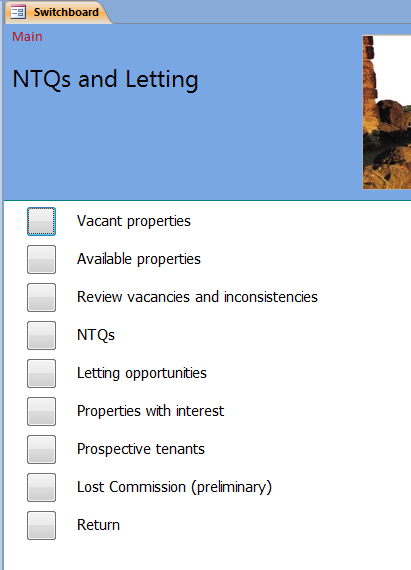 Switchboard
Main
NTQs and Letting
Vacant properties
Available properties
Review vacancies and inconsistencies
NTQs
Letting opportunities
Properties with interest
Prospective tenants
Lost Commission (preliminary)
Return